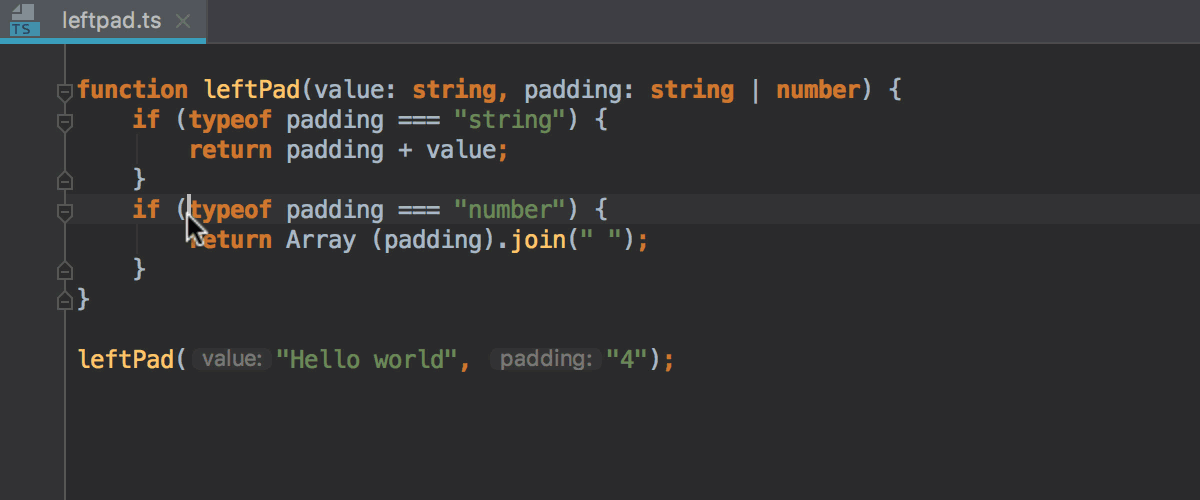 TS leftpad.ts
function leftPad(value: string, padding: string | number) {
    if (typeof padding === "string") {
        return padding + value;
    }
    if (typeof padding === "number") {
        return Array (padding).join(" ");
    }
}
leftPad( value: "Hello world", padding: "4");